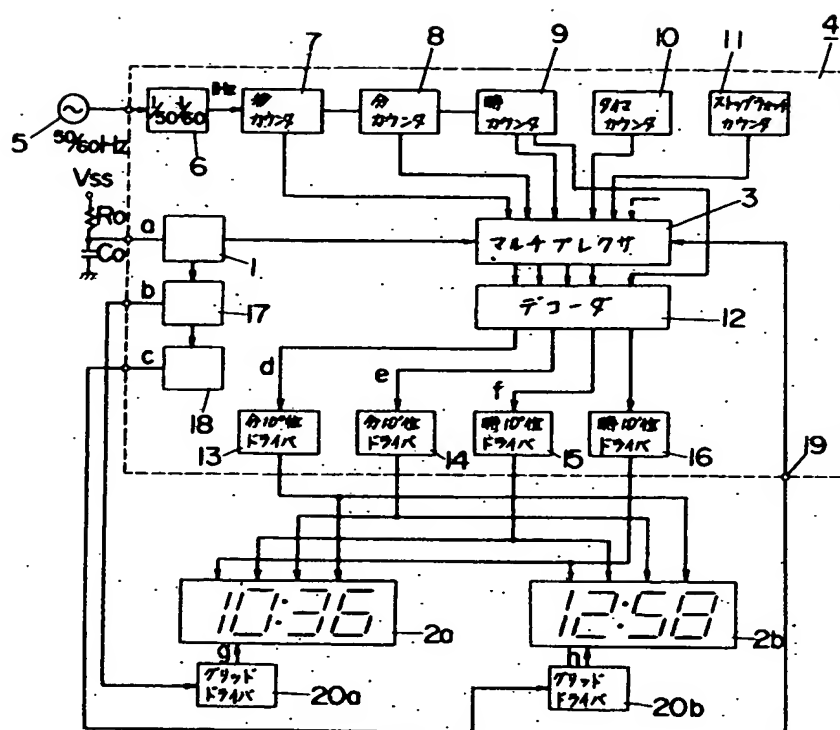 7
8
9
10
11
4
1/50 1/60
1Hz
秒
カウンタ
分
カウンタ
時
カウンタ
タイマ
カウンタ
ストップウォッチ
カウンタ
5
50/60Hz
6
Vss
Ro
Co
a
1
3
マルチプレクサ
b
17
デコーダ
12
c
18
d
e
f
分10⁰位
ドライバ
13
分10¹位
ドライバ
14
時10⁰位
ドライバ
15
時10¹位
ドライバ
16
19
10:36
2a
12:58
2b
g
グリッド
ドライバ
20a
h
グリッド
ドライバ
20b